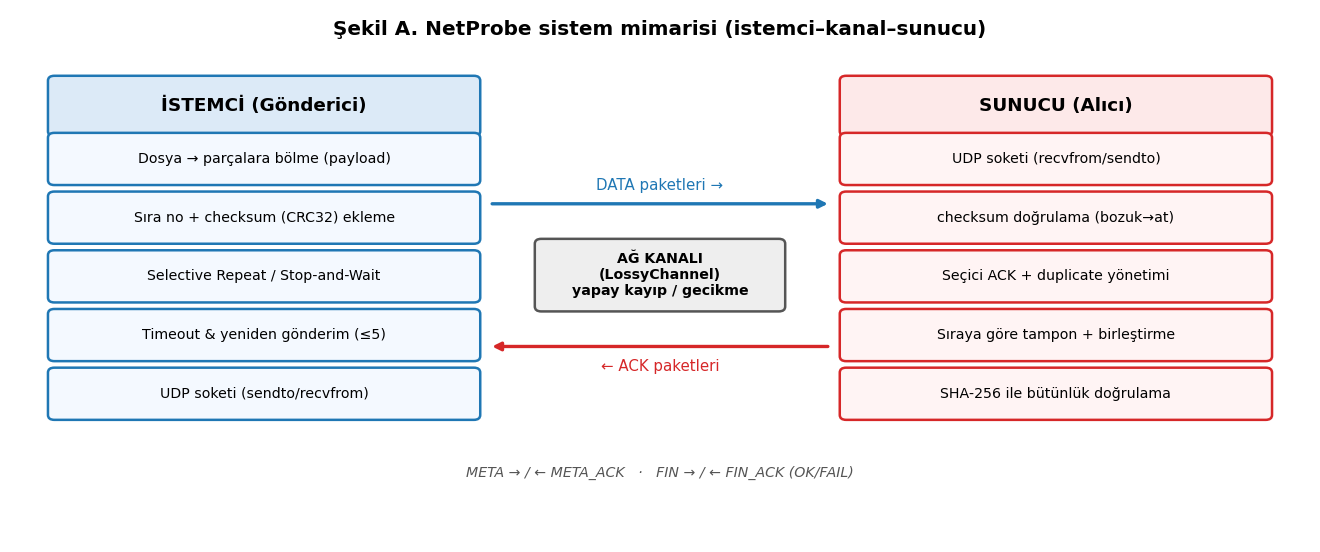 Şekil A. NetProbe sistem mimarisi (istemci–kanal–sunucu)
İSTEMCİ (Gönderici)
Dosya → parçalara bölme (payload)
Sıra no + checksum (CRC32) ekleme
Selective Repeat / Stop-and-Wait
Timeout & yeniden gönderim (≤5)
UDP soketi (sendto/recvfrom)
DATA paketleri →
AĞ KANALI
(LossyChannel)
yapay kayıp / gecikme
← ACK paketleri
SUNUCU (Alıcı)
UDP soketi (recvfrom/sendto)
checksum doğrulama (bozuk→at)
Seçici ACK + duplicate yönetimi
Sıraya göre tampon + birleştirme
SHA-256 ile bütünlük doğrulama
META → / ← META_ACK · FIN → / ← FIN_ACK (OK/FAIL)